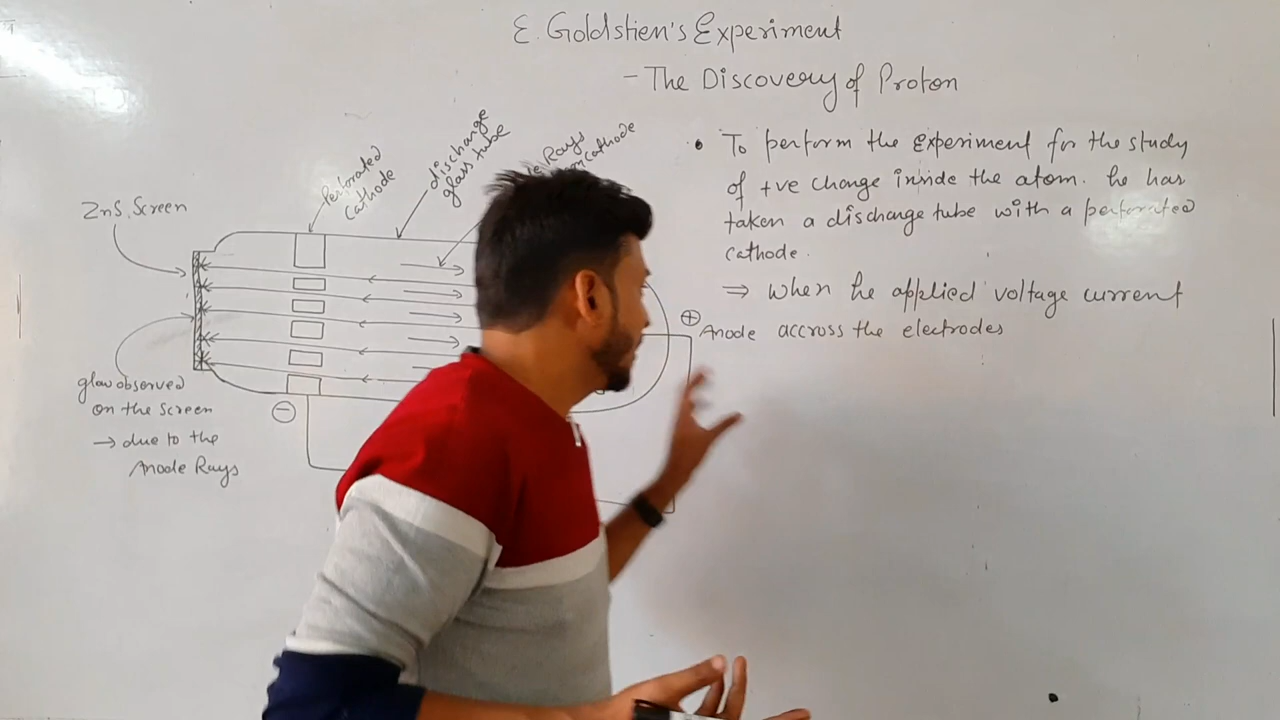 E. Goldstien's Experiment
- The Discovery of Proton
ZnS. Screen
Perforated
cathode
discharge
glass tube
Rays
cathode
glow observed
on the screen
→ due to the
Anode Rays
⊖
⊕
Anode
• To perform the experiment for the study
of +ve change inside the atom. he has
taken a discharge tube with a perforated
cathode.
⇒ when he applied voltage current
accross the electrodes